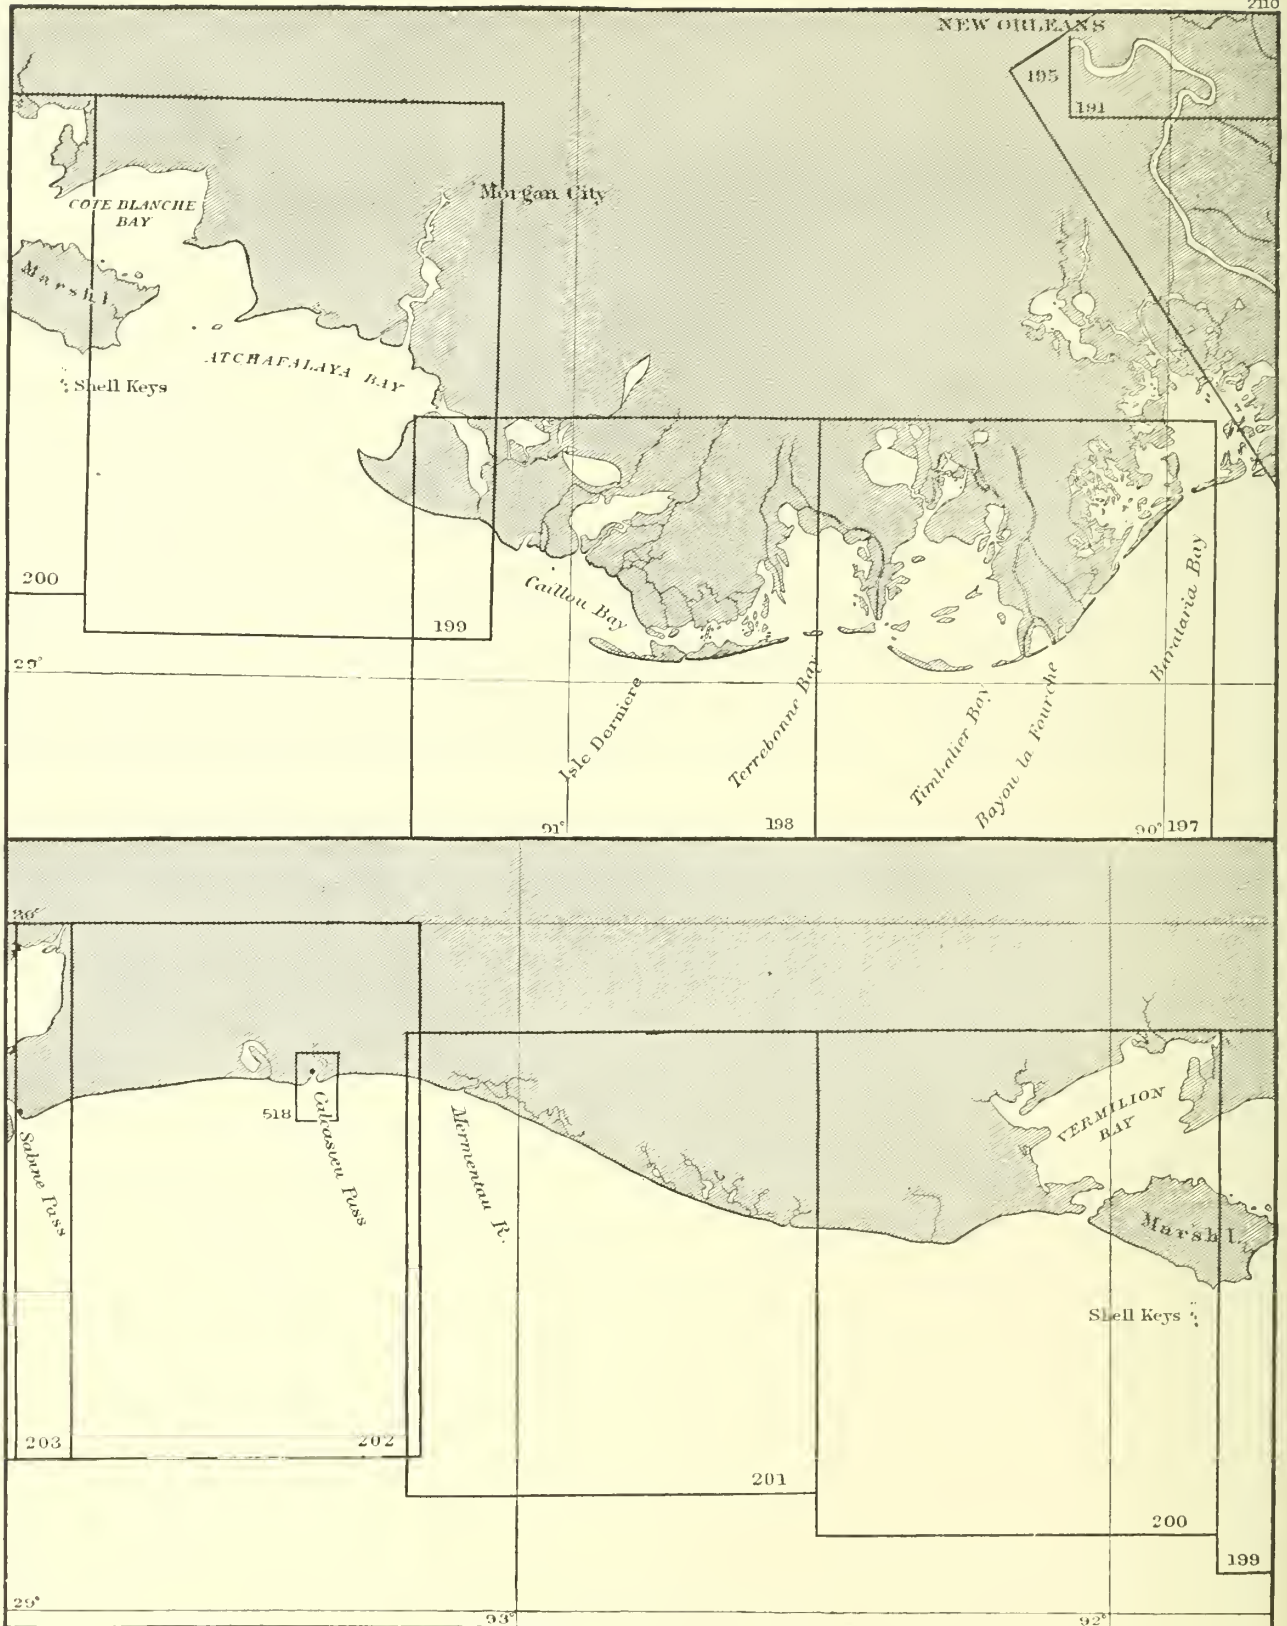 2110
NEW ORLEANS
195
191
Morgan City
COTE BLANCHE
BAY
Marsh I.
ATCHAFALAYA BAY
Shell Keys
200
199
Caillou Bay
29°
Isle Derniere
Terrebonne Bay
Timbalier Bay
Bayou la Fourche
Barataria Bay
91°
198
90°
197
30°
518
Sabine Pass
Calcasieu Pass
Mermentau R.
VERMILION
BAY
Marsh I.
Shell Keys
203
202
201
200
199
29°
93°
92°